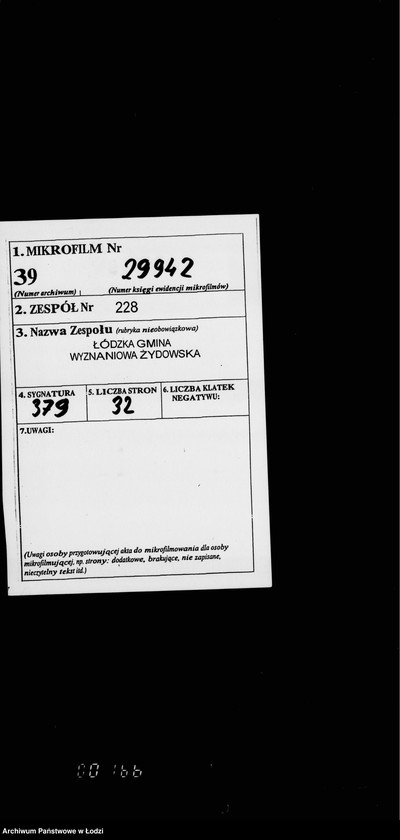 1. MIKROFILM Nr
39 29942
(Numer archiwum) (Numer księgi ewidencji mikrofilmów)
2. ZESPÓŁ Nr 228
3. Nazwa Zespołu (rubryka nieobowiązkowa)
ŁÓDZKA GMINA
WYZNANIOWA ŻYDOWSKA
4. SYGNATURA 5. LICZBA STRON 6. LICZBA KLATEK
NEGATYWU:
379 32
7.UWAGI:
(Uwagi osoby przygotowującej akta do mikrofilmowania dla osoby
mikrofilmującej, np. strony: dodatkowe, brakujące, nie zapisane,
nieczytelny tekst itd.)
00166
Archiwum Państwowe w Łodzi